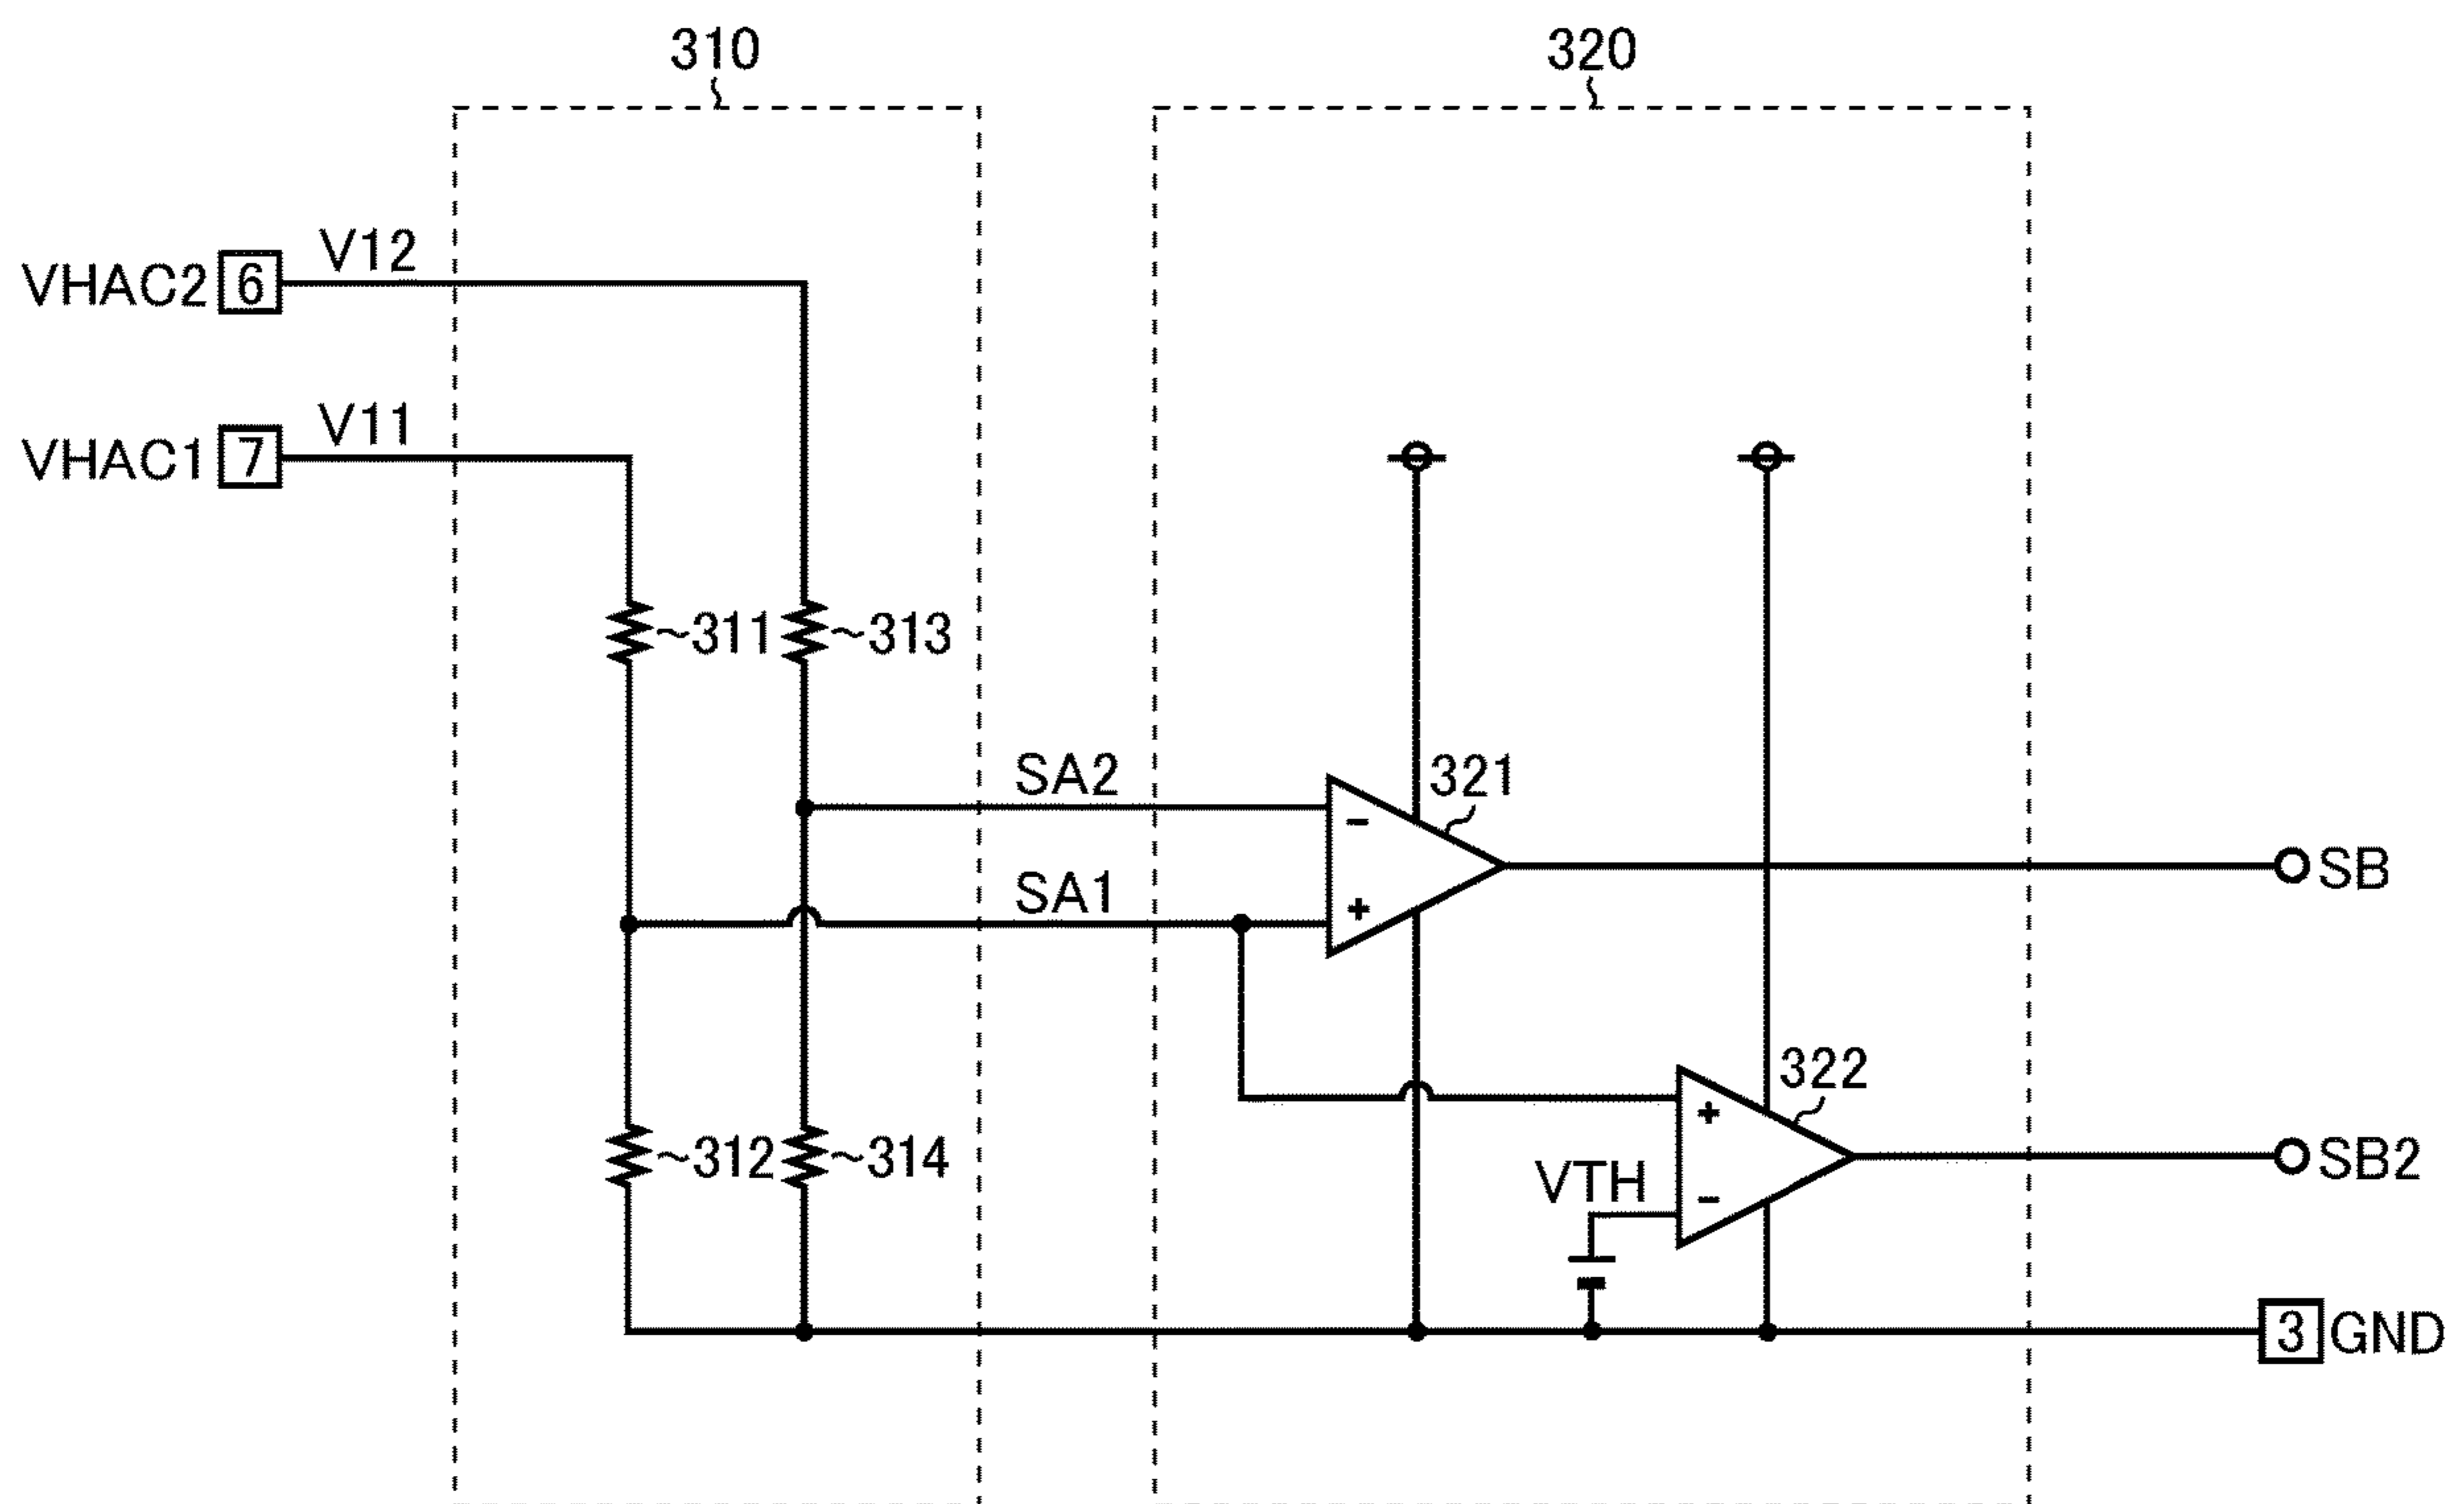 310
320
VHAC2 6 V12
VHAC1 7 V11
~311
~313
SA2
321
-
SB
SA1
+
322
+
~312
~314
VTH
-
SB2
3 GND